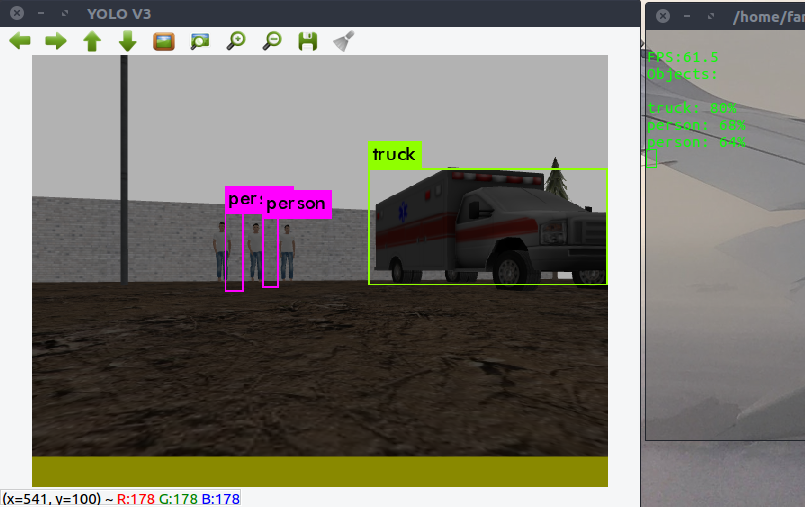 YOLO V3
/home/far
truck
person
FPS:61.5
Objects:
truck: 80%
person: 68%
person: 64%
(x=541, y=100) ~ R:178 G:178 B:178